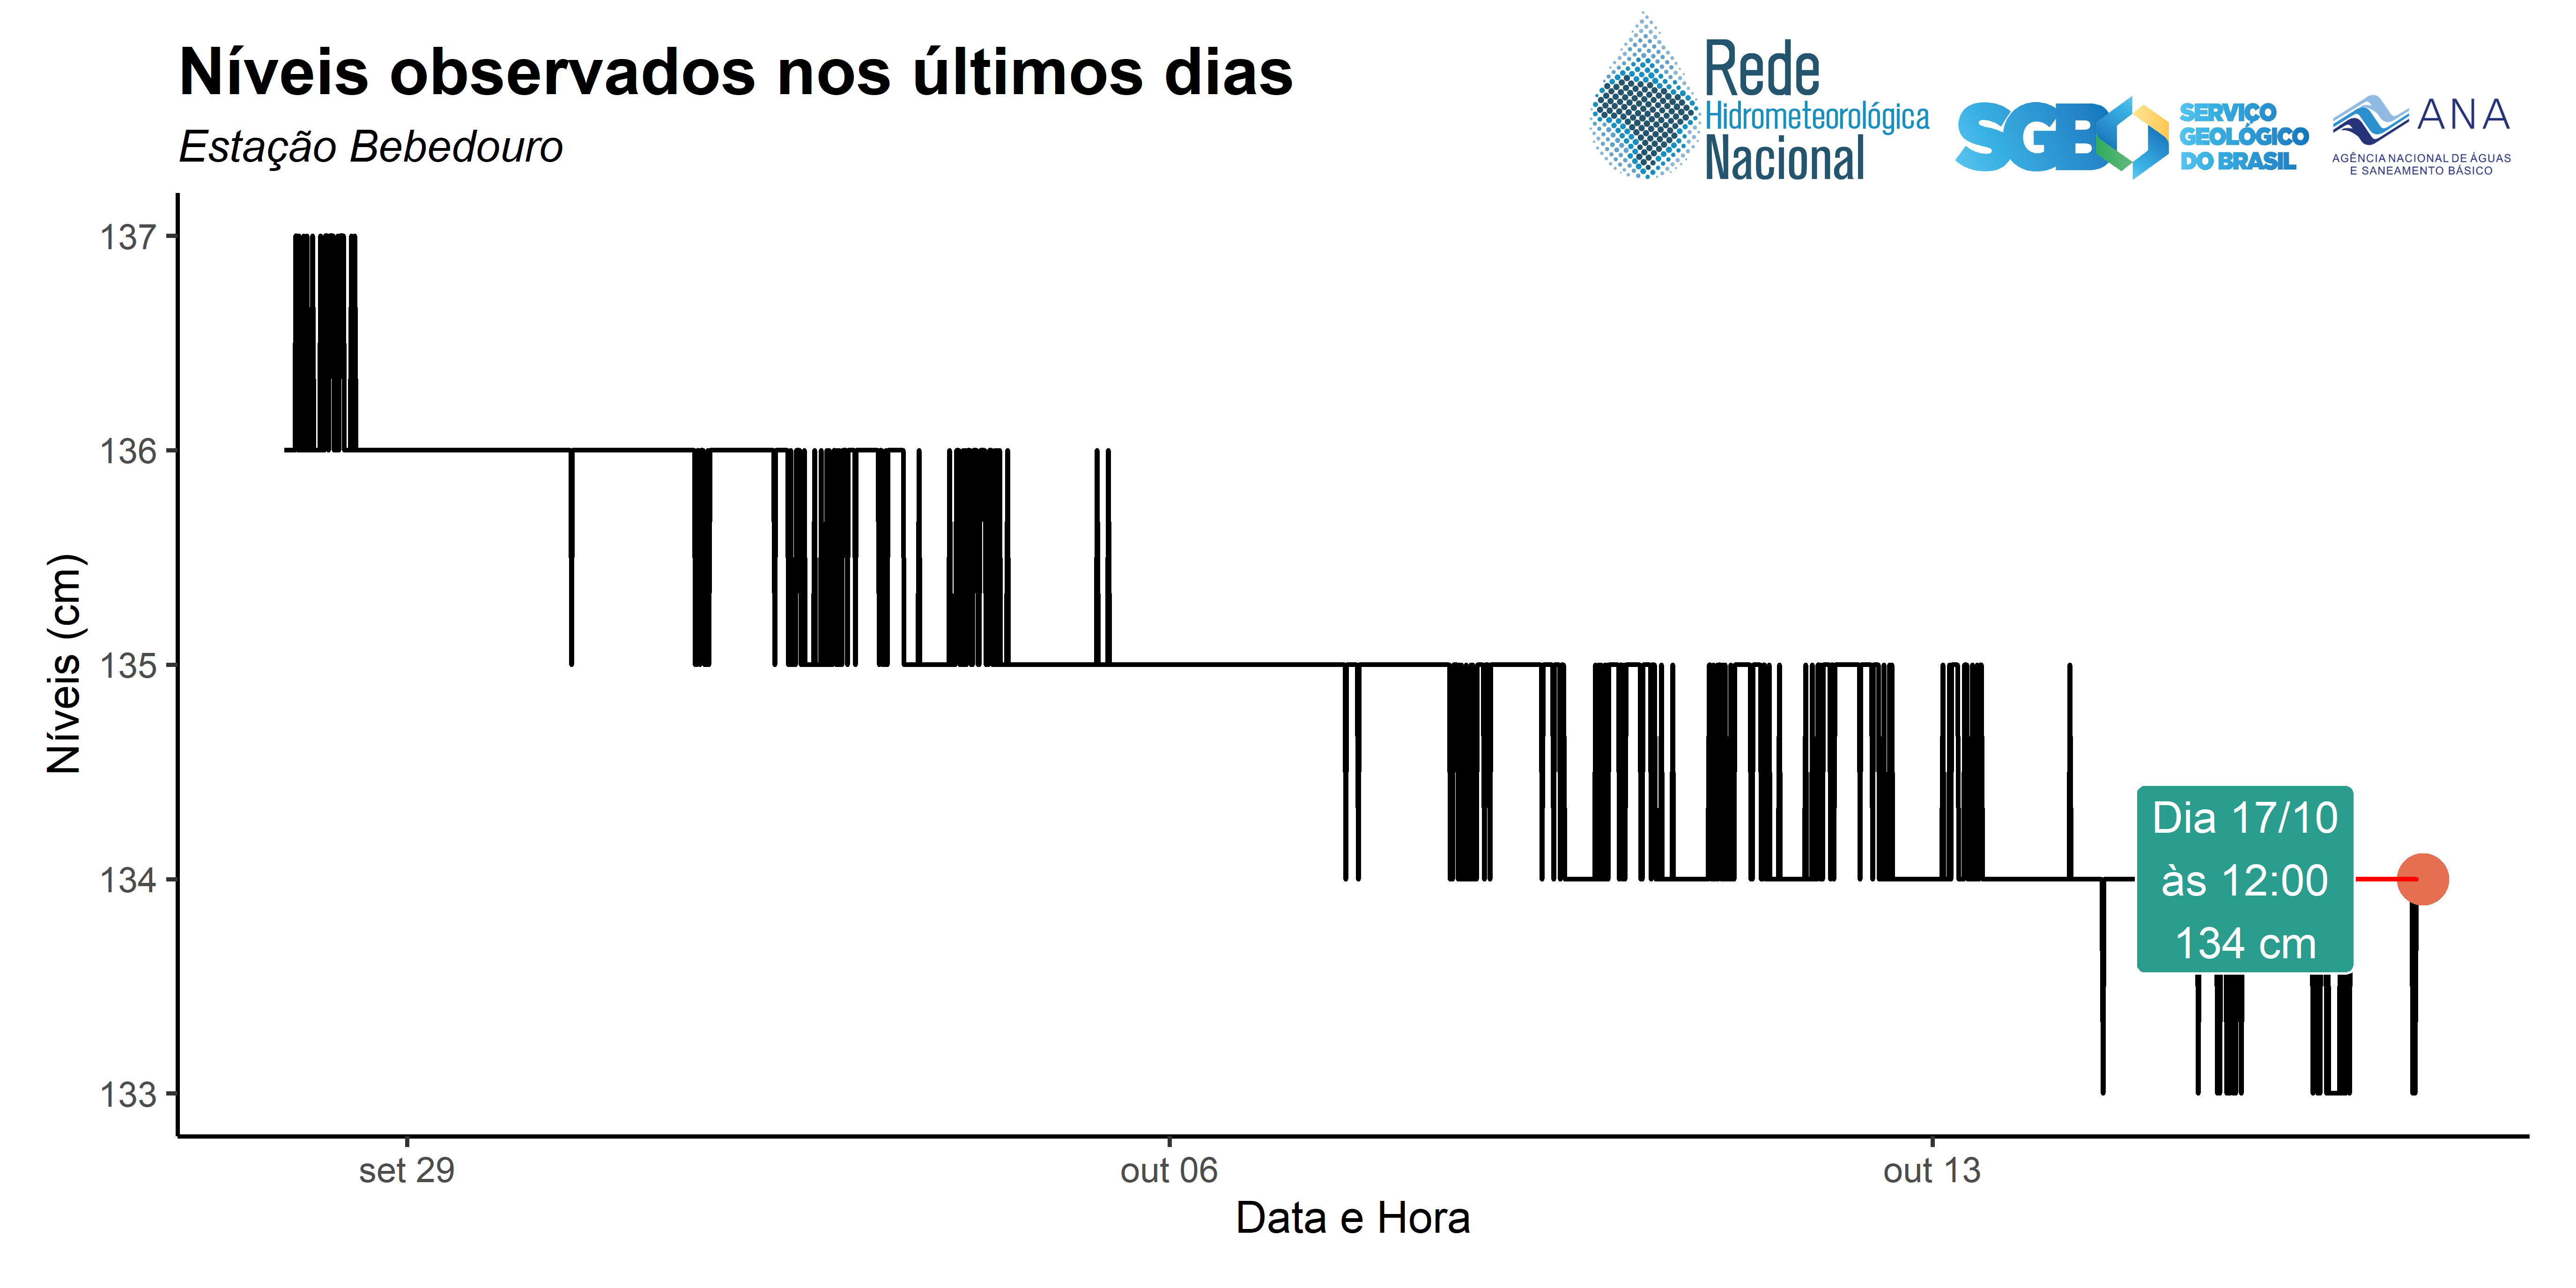 Níveis observados nos últimos dias
Estação Bebedouro
Rede
Hidrometeorológica
Nacional
SGB
SERVIÇO
GEOLÓGICO
DO BRASIL
ANA
AGÊNCIA NACIONAL DE ÁGUAS
E SANEAMENTO BÁSICO
Níveis (cm)
137
136
135
134
133
Dia 17/10
às 12:00
134 cm
set 29
out 06
out 13
Data e Hora